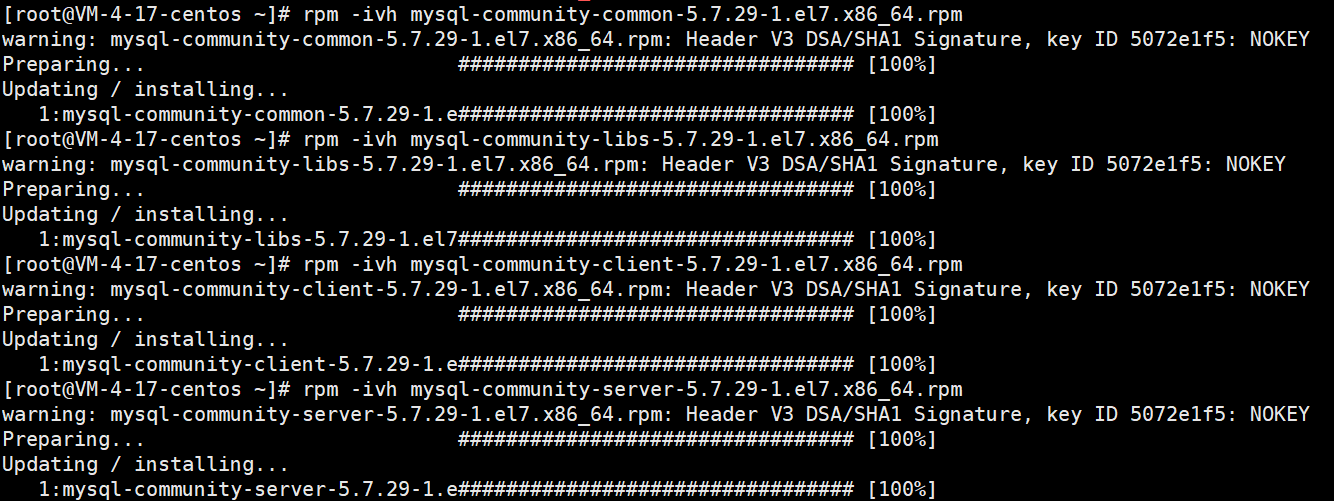 [root@VM-4-17-centos ~]# rpm -ivh mysql-community-common-5.7.29-1.el7.x86_64.rpm
warning: mysql-community-common-5.7.29-1.el7.x86_64.rpm: Header V3 DSA/SHA1 Signature, key ID 5072e1f5: NOKEY
Preparing...                          ################################# [100%]
Updating / installing...
   1:mysql-community-common-5.7.29-1.e################################# [100%]
[root@VM-4-17-centos ~]# rpm -ivh mysql-community-libs-5.7.29-1.el7.x86_64.rpm
warning: mysql-community-libs-5.7.29-1.el7.x86_64.rpm: Header V3 DSA/SHA1 Signature, key ID 5072e1f5: NOKEY
Preparing...                          ################################# [100%]
Updating / installing...
   1:mysql-community-libs-5.7.29-1.el7################################# [100%]
[root@VM-4-17-centos ~]# rpm -ivh mysql-community-client-5.7.29-1.el7.x86_64.rpm
warning: mysql-community-client-5.7.29-1.el7.x86_64.rpm: Header V3 DSA/SHA1 Signature, key ID 5072e1f5: NOKEY
Preparing...                          ################################# [100%]
Updating / installing...
   1:mysql-community-client-5.7.29-1.e################################# [100%]
[root@VM-4-17-centos ~]# rpm -ivh mysql-community-server-5.7.29-1.el7.x86_64.rpm
warning: mysql-community-server-5.7.29-1.el7.x86_64.rpm: Header V3 DSA/SHA1 Signature, key ID 5072e1f5: NOKEY
Preparing...                          ################################# [100%]
Updating / installing...
   1:mysql-community-server-5.7.29-1.e################################# [100%]